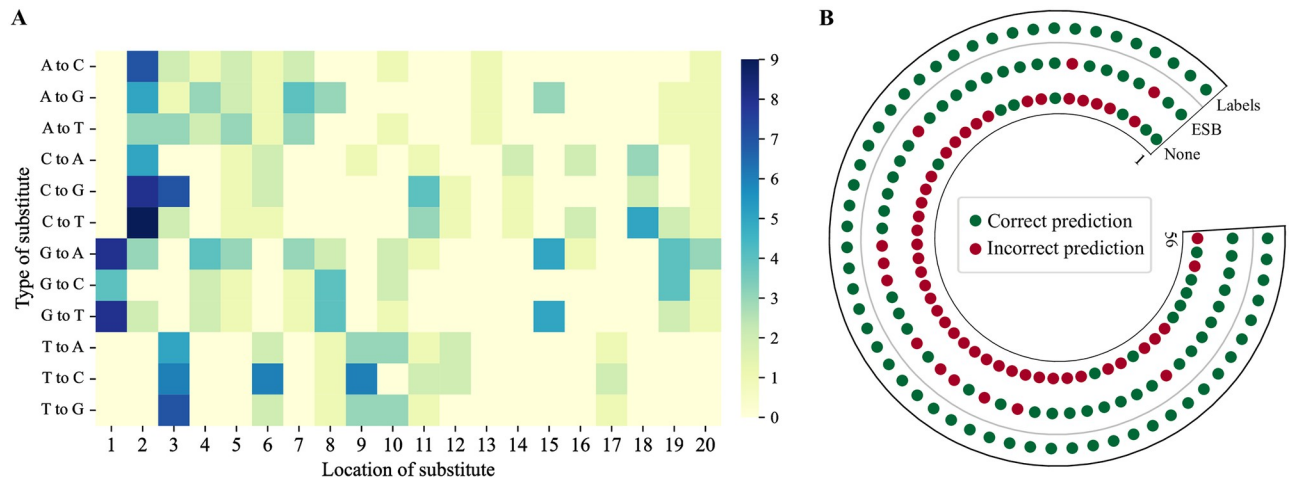 A
B
A to C
A to G
A to T
C to A
C to G
C to T
G to A
G to C
G to T
T to A
T to C
T to G
Type of substitute
1 2 3 4 5 6 7 8 9 10 11 12 13 14 15 16 17 18 19 20
Location of substitute
9
8
7
6
5
4
3
2
1
0
Labels
ESB
None
1
56
Correct prediction
Incorrect prediction